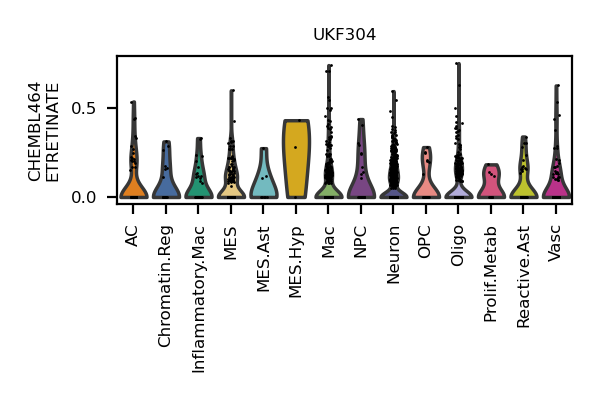 UKF304
CHEMBL464
ETRETINATE
0.5
0.0
AC
Chromatin.Reg
Inflammatory.Mac
MES
MES.Ast
MES.Hyp
Mac
NPC
Neuron
OPC
Oligo
Prolif.Metab
Reactive.Ast
Vasc